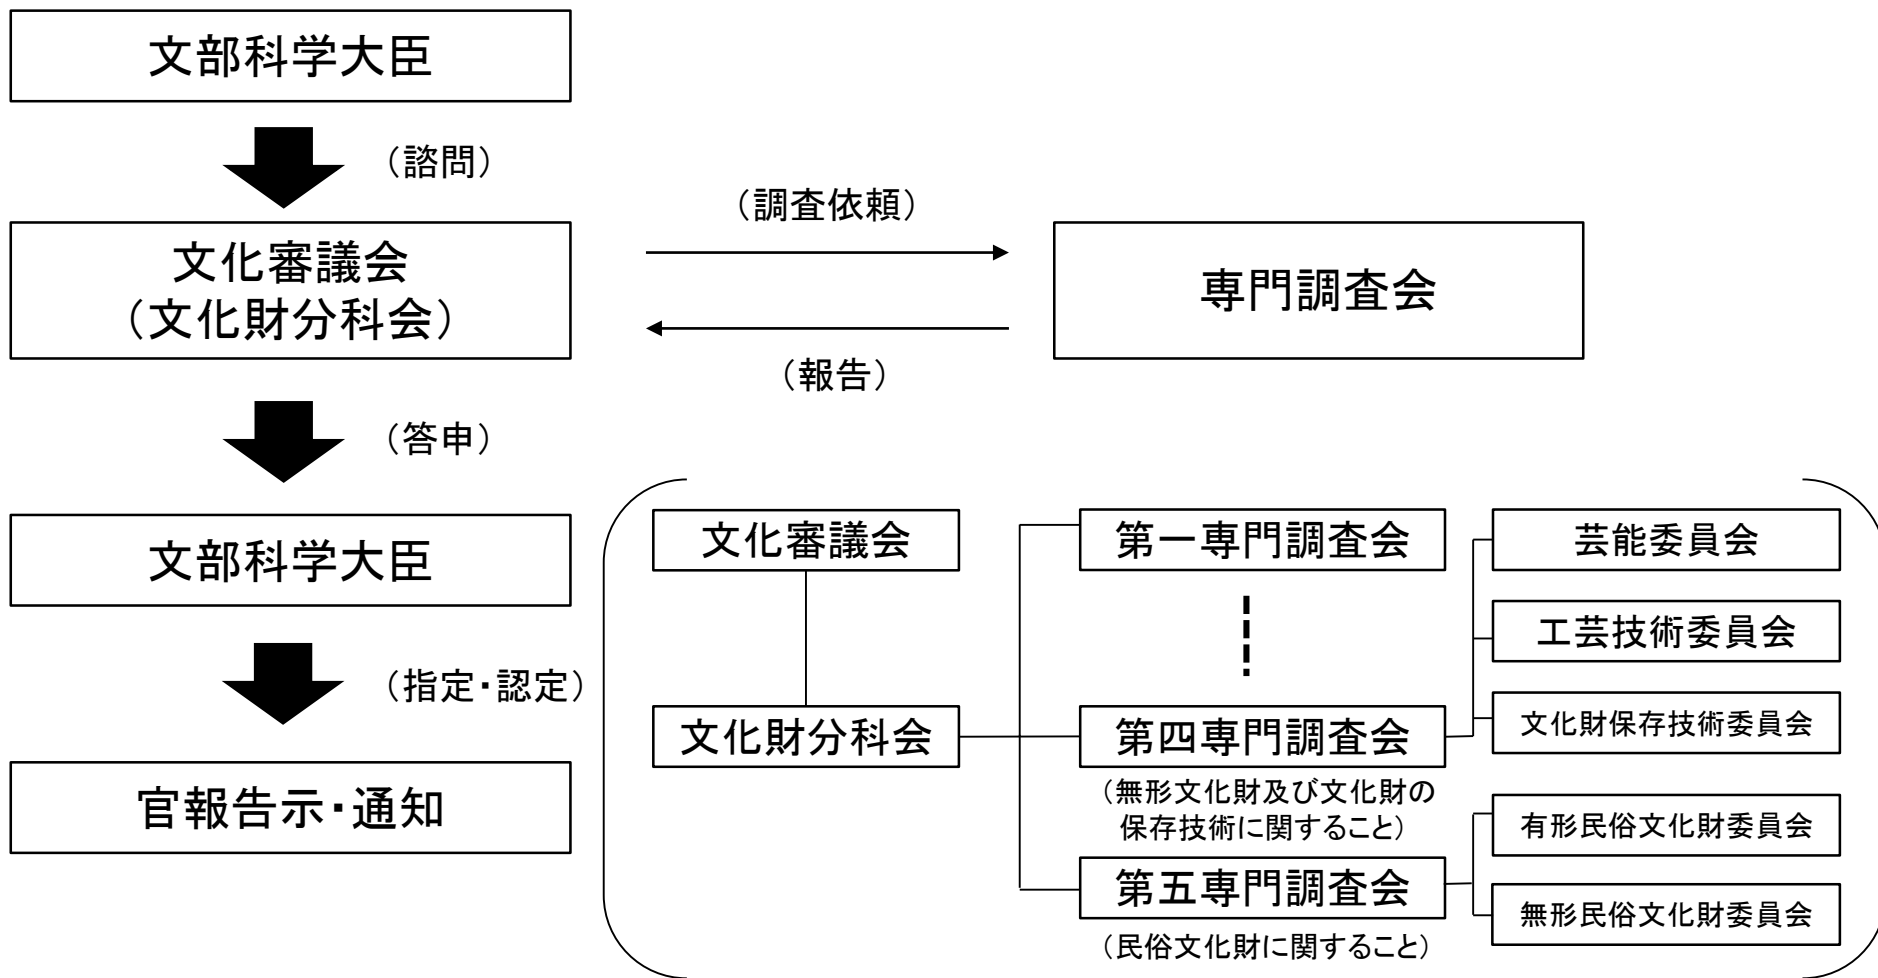 文部科学大臣
（諮問）
文化審議会
（文化財分科会）
（調査依頼）
専門調査会
（報告）
（答申）
文部科学大臣
（指定・認定）
官報告示・通知
文化審議会
文化財分科会
第一専門調査会
第四専門調査会
（無形文化財及び文化財の
保存技術に関すること）
第五専門調査会
（民俗文化財に関すること）
芸能委員会
工芸技術委員会
文化財保存技術委員会
有形民俗文化財委員会
無形民俗文化財委員会